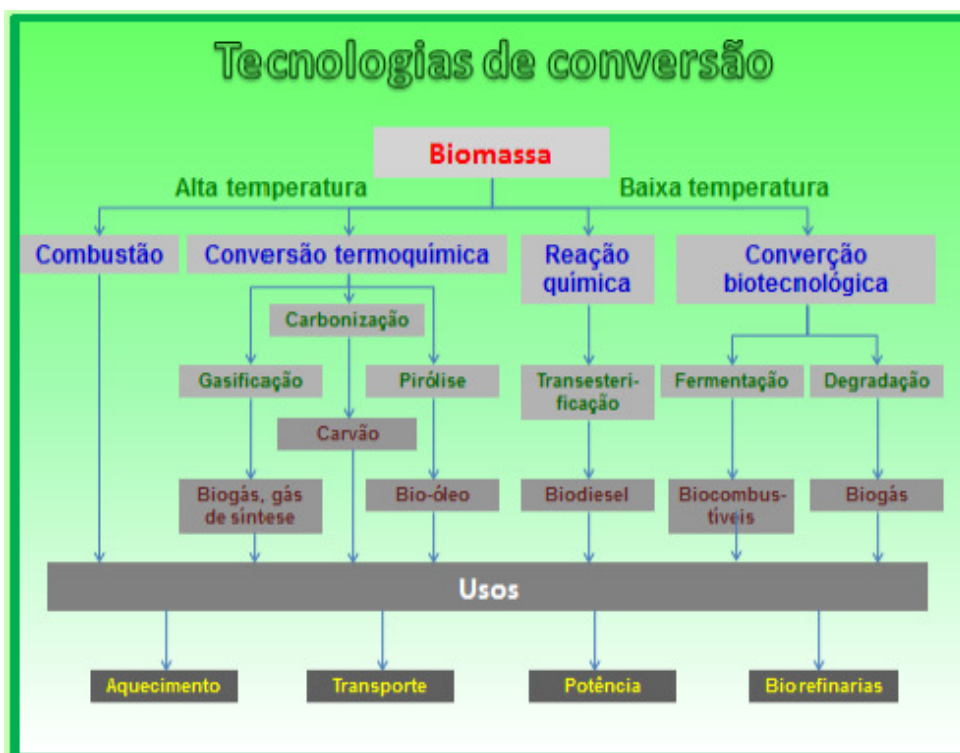 Tecnologias de conversão
Biomassa
Alta temperatura
Baixa temperatura
Combustão
Conversão termoquímica
Reação
química
Converção
biotecnológica
Carbonização
Gasificação
Pirólise
Transesteri-
ficação
Fermentação
Degradação
Carvão
Biogás, gás
de síntese
Bio-óleo
Biodiesel
Biocombus-
tíveis
Biogás
Usos
Aquecimento
Transporte
Potência
Biorefinarias